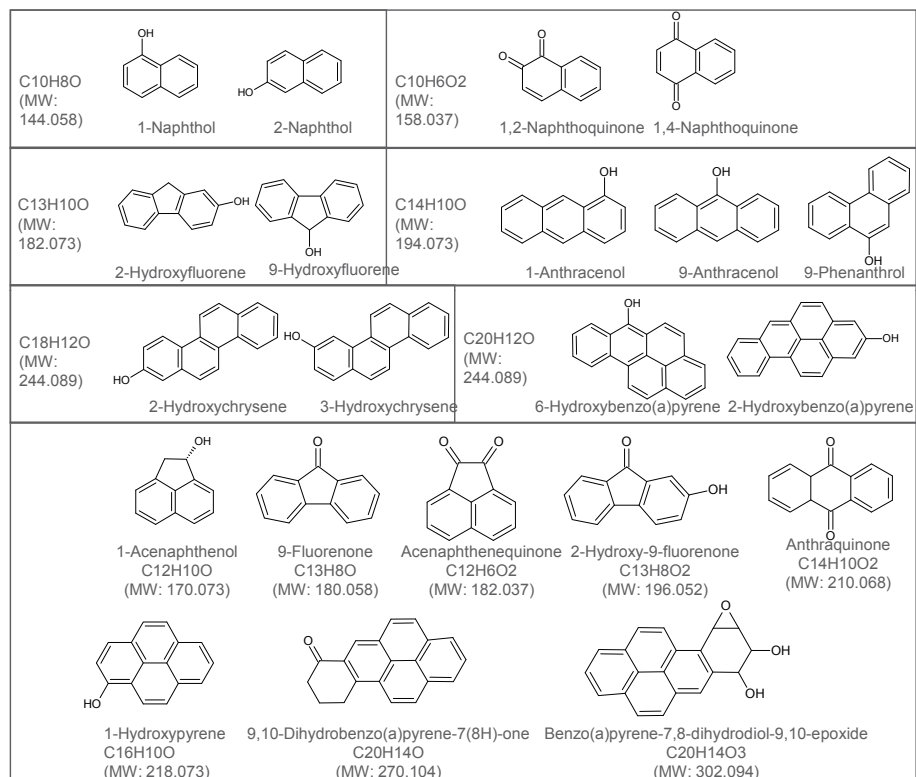 C10H8O
(MW:
144.058)
OH
HO
1-Naphthol
2-Naphthol
C10H6O2
(MW:
158.037)
O
O
O
O
1,2-Naphthoquinone
1,4-Naphthoquinone
C13H10O
(MW:
182.073)
OH
OH
2-Hydroxyfluorene
9-Hydroxyfluorene
C14H10O
(MW:
194.073)
OH
OH
OH
1-Anthracenol
9-Anthracenol
9-Phenanthrol
C18H12O
(MW:
244.089)
HO
HO
2-Hydroxychrysene
3-Hydroxychrysene
C20H12O
(MW:
244.089)
OH
OH
6-Hydroxybenzo(a)pyrene
2-Hydroxybenzo(a)pyrene
OH
1-Acenaphthenol
C12H10O
(MW: 170.073)
O
9-Fluorenone
C13H8O
(MW: 180.058)
O
O
Acenaphthenequinone
C12H6O2
(MW: 182.037)
O
OH
2-Hydroxy-9-fluorenone
C13H8O2
(MW: 196.052)
O
O
Anthraquinone
C14H10O2
(MW: 210.068)
HO
1-Hydroxypyrene
C16H10O
(MW: 218.073)
O
9,10-Dihydrobenzo(a)pyrene-7(8H)-one
C20H14O
(MW: 270.104)
O
OH
OH
Benzo(a)pyrene-7,8-dihydrodiol-9,10-epoxide
C20H14O3
(MW: 302.094)